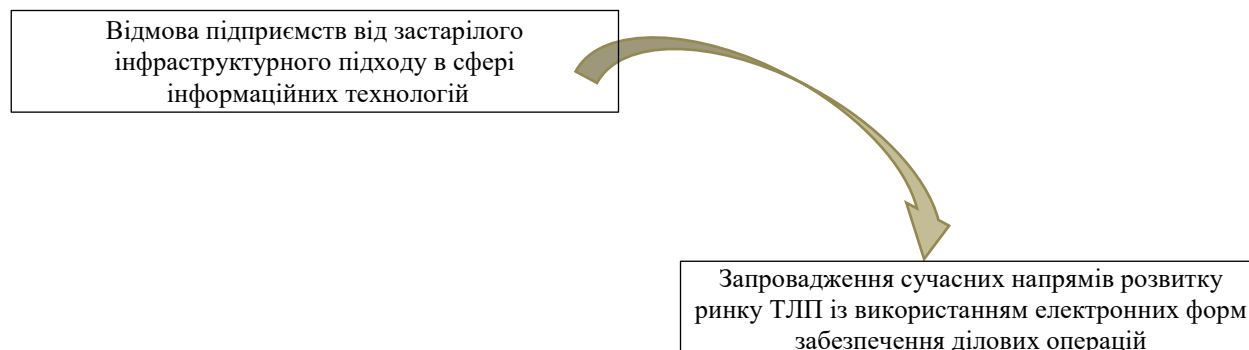 Відмова підприємств від застарілого
інфраструктурного підходу в сфері
інформаційних технологій
Запровадження сучасних напрямів розвитку
ринку ТЛП із використанням електронних форм
забезпечення ділових операцій